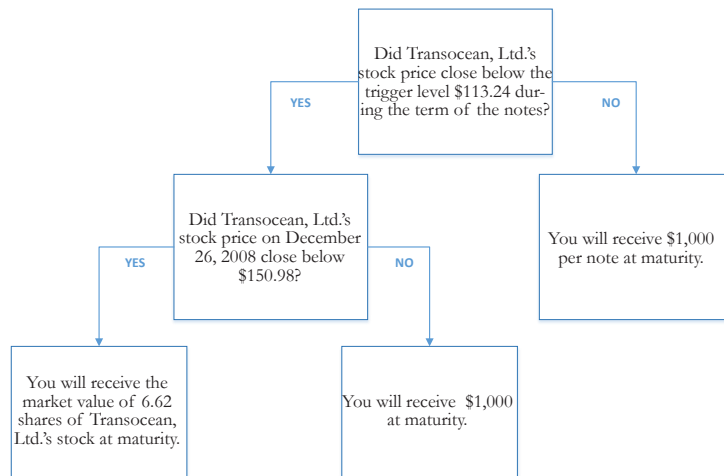 Did Transocean, Ltd.'s
stock price close below the
trigger level $113.24 dur-
ing the term of the notes?
YES
NO
Did Transocean, Ltd.'s
stock price on December
26, 2008 close below
$150.98?
You will receive $1,000
per note at maturity.
YES
NO
You will receive the
market value of 6.62
shares of Transocean,
Ltd.'s stock at maturity.
You will receive $1,000
at maturity.